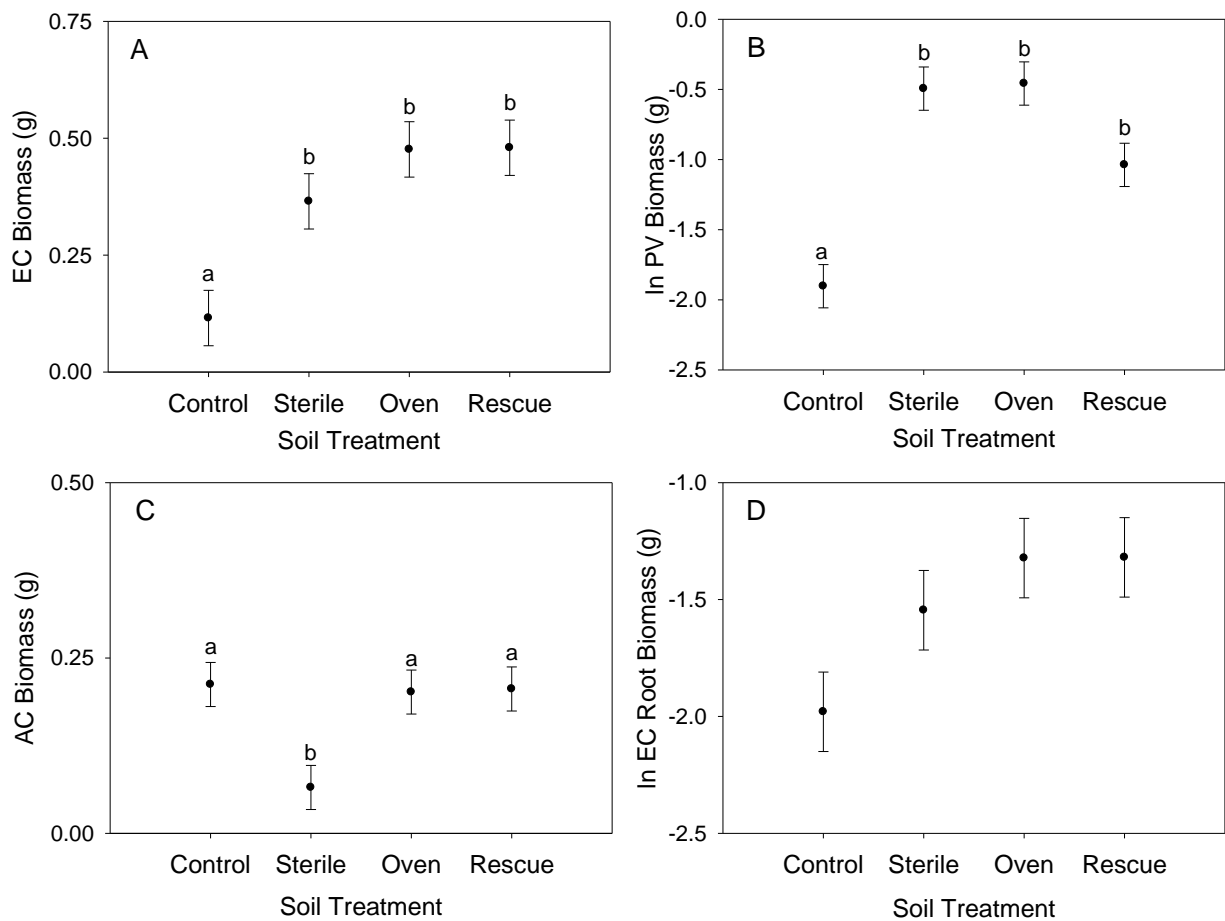 A
EC Biomass (g)
0.75
0.50
0.25
0.00
a
b
b
b
Control Sterile Oven Rescue
Soil Treatment
B
ln PV Biomass (g)
0.0
-0.5
-1.0
-1.5
-2.0
-2.5
a
b
b
b
Control Sterile Oven Rescue
Soil Treatment
C
AC Biomass (g)
0.50
0.25
0.00
a
b
a
a
Control Sterile Oven Rescue
Soil Treatment
D
ln EC Root Biomass (g)
-1.0
-1.5
-2.0
-2.5
Control Sterile Oven Rescue
Soil Treatment